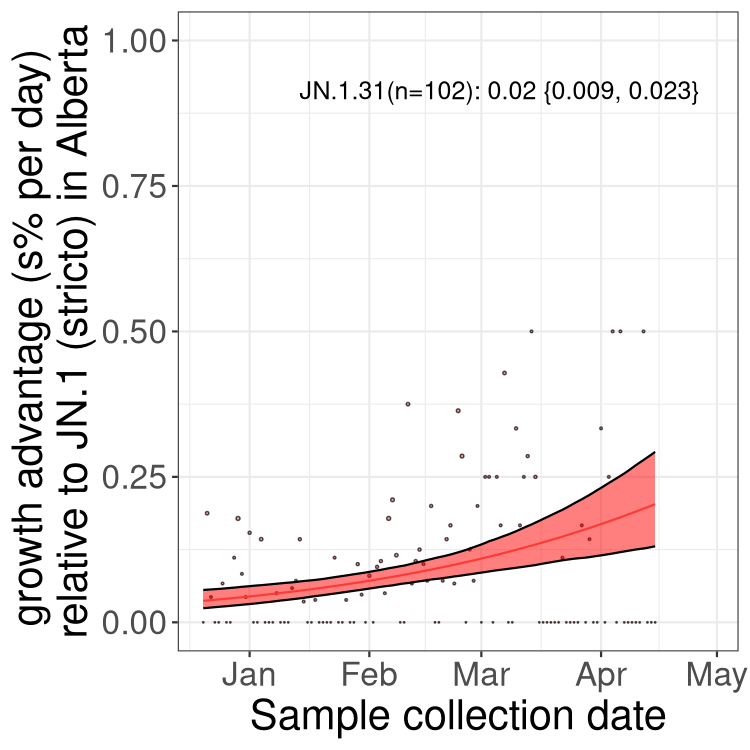 growth advantage (s% per day)
relative to JN.1 (stricto) in Alberta
1.00
0.75
0.50
0.25
0.00
JN.1.31(n=102): 0.02 {0.009, 0.023}
Jan
Feb
Mar
Apr
May
Sample collection date